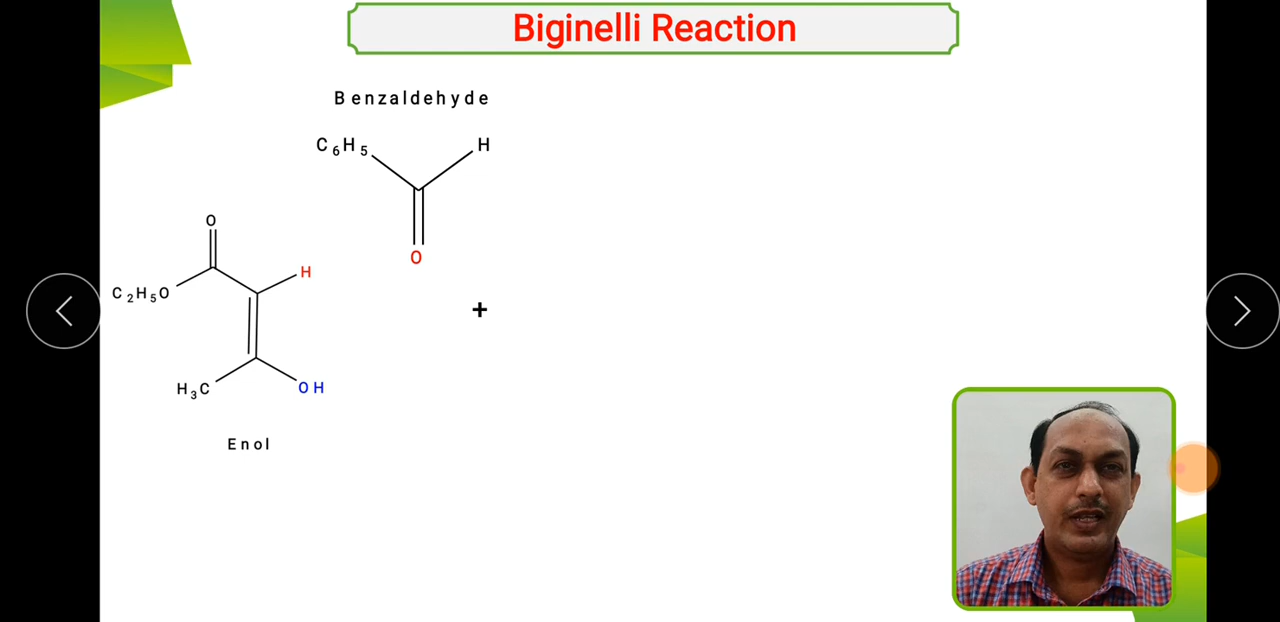 Biginelli Reaction
Benzaldehyde
C₆H₅ H
O
O
H
C₂H₅O
+
H₃C OH
Enol